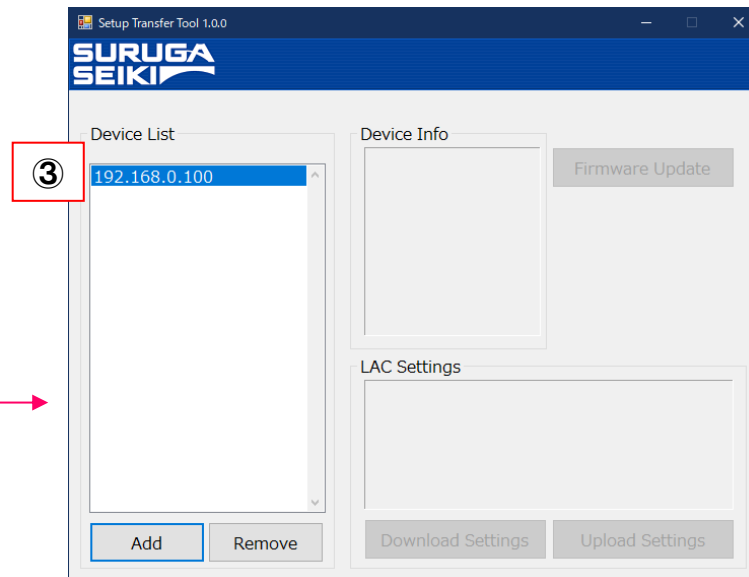 Setup Transfer Tool 1.0.0
SURUGA
SEIKI
Device List
Device Info
③
192.168.0.100
Firmware Update
LAC Settings
Add
Remove
Download Settings
Upload Settings